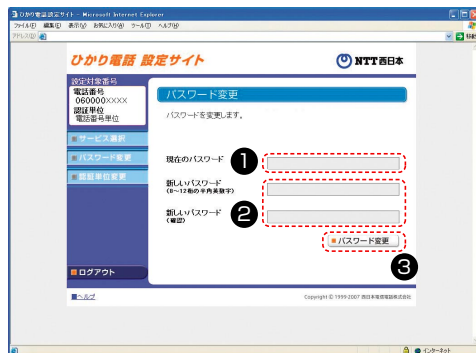 ひかり電話設定サイト - Microsoft Internet Explorer
ファイル(F) 編集(E) 表示(V) お気に入り(A) ツール(T) ヘルプ(H)
アドレス(D)
移動
ひかり電話 設定サイト
NTT西日本
設定対象番号
電話番号
060000××××
認証単位
電話番号単位
サービス選択
パスワード変更
認証単位変更
ログアウト
パスワード変更
パスワードを変更します。
現在のパスワード
1
新しいパスワード
(8～12桁の半角英数字)
新しいパスワード
(確認)
2
パスワード変更
3
ヘルプ
Copyright © 1999-2007 西日本電信電話株式会社
インターネット